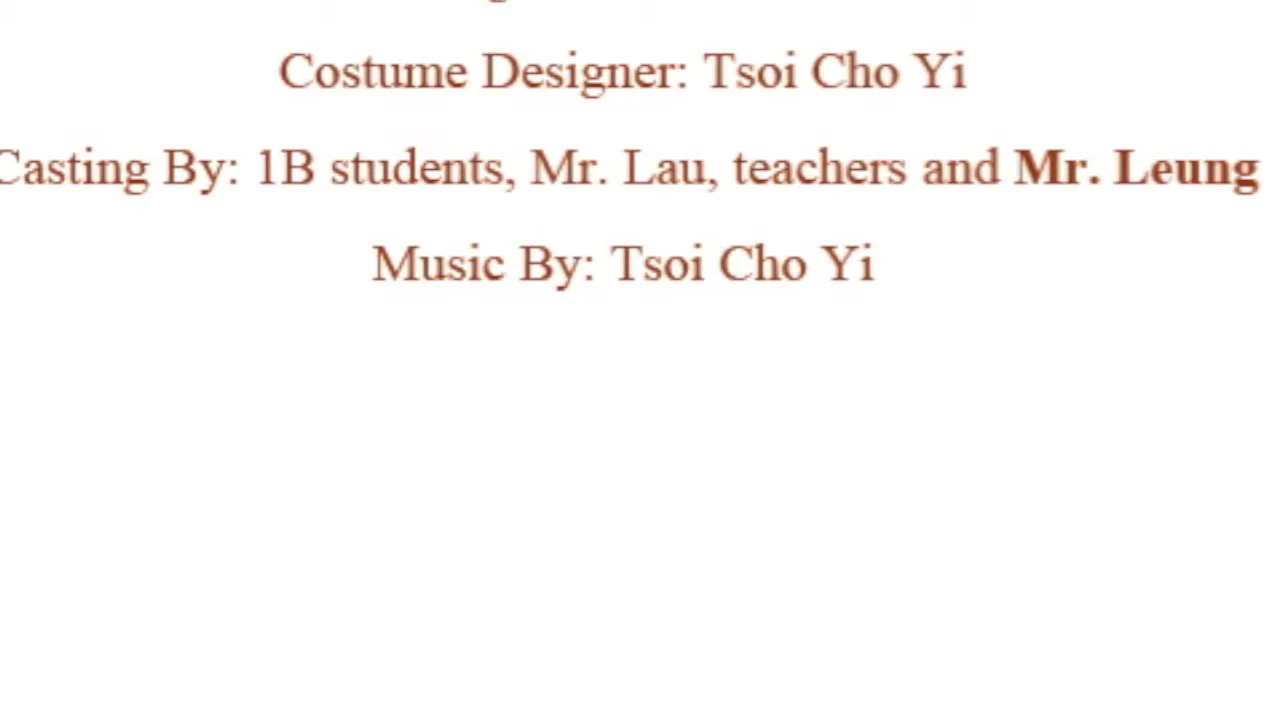 Costume Designer: Tsoi Cho Yi
Casting By: 1B students, Mr. Lau, teachers and Mr. Leung
Music By: Tsoi Cho Yi